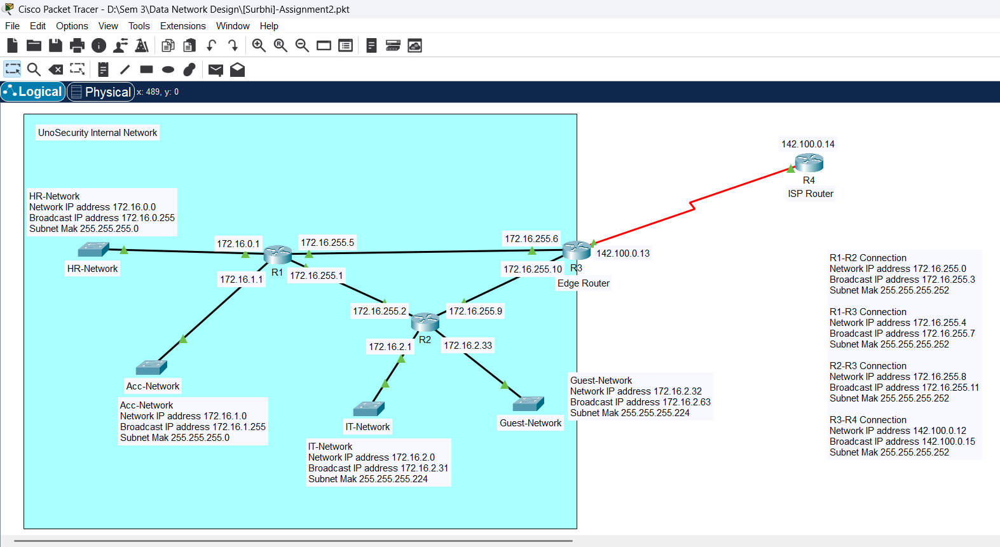 Cisco Packet Tracer - D:\Sem 3\Data Network Design\[Surbhi]-Assignment2.pkt
File Edit Options View Tools Extensions Window Help
Logical Physical x: 489, y: 0
UnoSecurity Internal Network
142.100.0.14
R4
ISP Router
HR-Network
Network IP address 172.16.0.0
Broadcast IP address 172.16.0.255
Subnet Mak 255.255.255.0
HR-Network
172.16.0.1
172.16.255.5
R1
172.16.1.1
172.16.255.1
172.16.255.6
142.100.0.13
172.16.255.10
R3
Edge Router
172.16.255.2
172.16.255.9
R2
172.16.2.1
172.16.2.33
Acc-Network
Acc-Network
Network IP address 172.16.1.0
Broadcast IP address 172.16.1.255
Subnet Mak 255.255.255.0
IT-Network
IT-Network
Network IP address 172.16.2.0
Broadcast IP address 172.16.2.31
Subnet Mak 255.255.255.224
Guest-Network
Guest-Network
Network IP address 172.16.2.32
Broadcast IP address 172.16.2.63
Subnet Mak 255.255.255.224
R1-R2 Connection
Network IP address 172.16.255.0
Broadcast IP address 172.16.255.3
Subnet Mak 255.255.255.252
R1-R3 Connection
Network IP address 172.16.255.4
Broadcast IP address 172.16.255.7
Subnet Mak 255.255.255.252
R2-R3 Connection
Network IP address 172.16.255.8
Broadcast IP address 172.16.255.11
Subnet Mak 255.255.255.252
R3-R4 Connection
Network IP address 142.100.0.12
Broadcast IP address 142.100.0.15
Subnet Mak 255.255.255.252